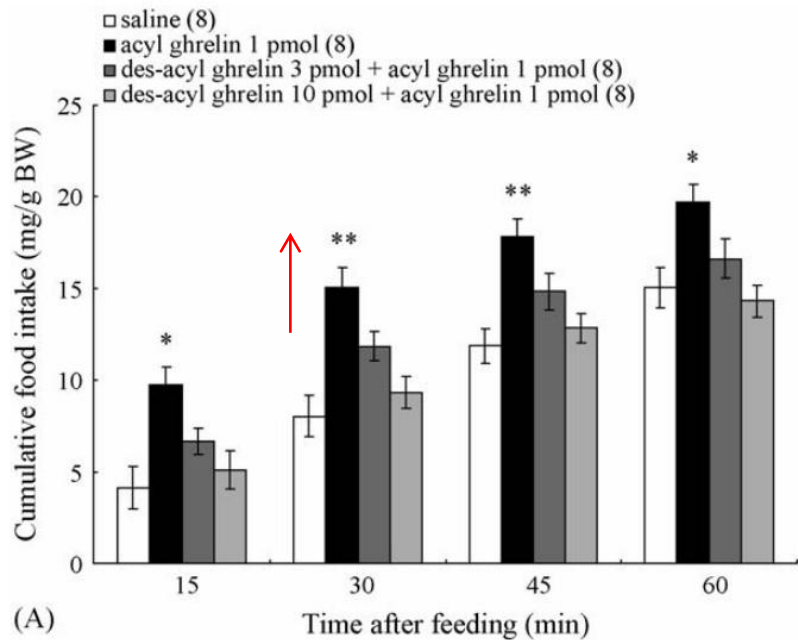 saline (8)
acyl ghrelin 1 pmol (8)
des-acyl ghrelin 3 pmol + acyl ghrelin 1 pmol (8)
des-acyl ghrelin 10 pmol + acyl ghrelin 1 pmol (8)
Cumulative food intake (mg/g BW)
25
20
15
10
5
0
*
**
**
*
15 30 45 60
Time after feeding (min)
(A)